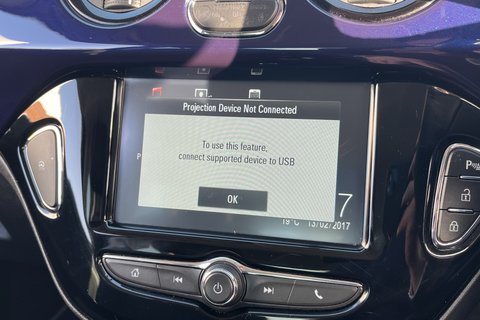 Projection Device Not Connected
To use this feature,
connect supported device to USB
OK
7
19°C 13/02/2017